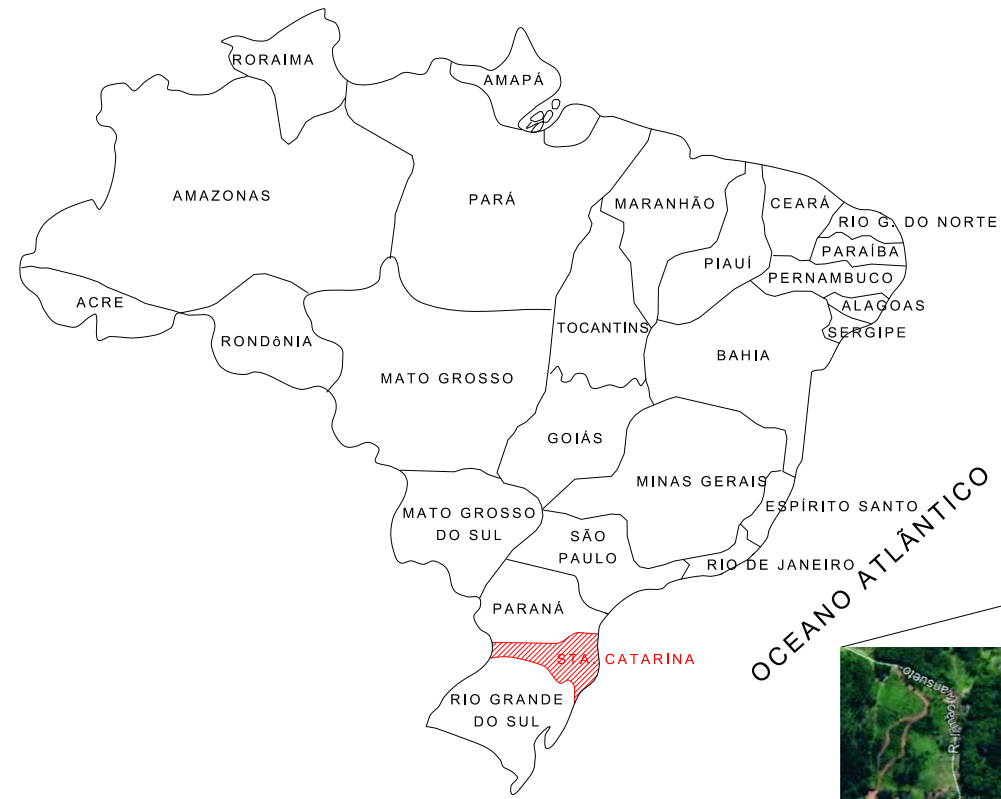 RORAIMA
AMAPÁ
AMAZONAS
PARÁ
MARANHÃO
CEARÁ
RIO G. DO NORTE
PARAÍBA
PIAUÍ
PERNAMBUCO
ACRE
ALAGOAS
RONDôNIA
TOCANTINS
SERGIPE
BAHIA
MATO GROSSO
GOIÁS
MINAS GERAIS
ESPÍRITO SANTO
MATO GROSSO
DO SUL
SÃO
PAULO
RIO DE JANEIRO
OCEANO ATLÂNTICO
PARANÁ
STA. CATARINA
RIO GRANDE
DO SUL